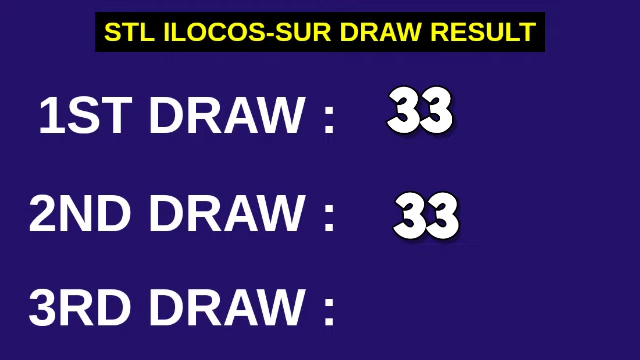 STL ILOCOS-SUR DRAW RESULT
1ST DRAW : 33
2ND DRAW : 33
3RD DRAW :